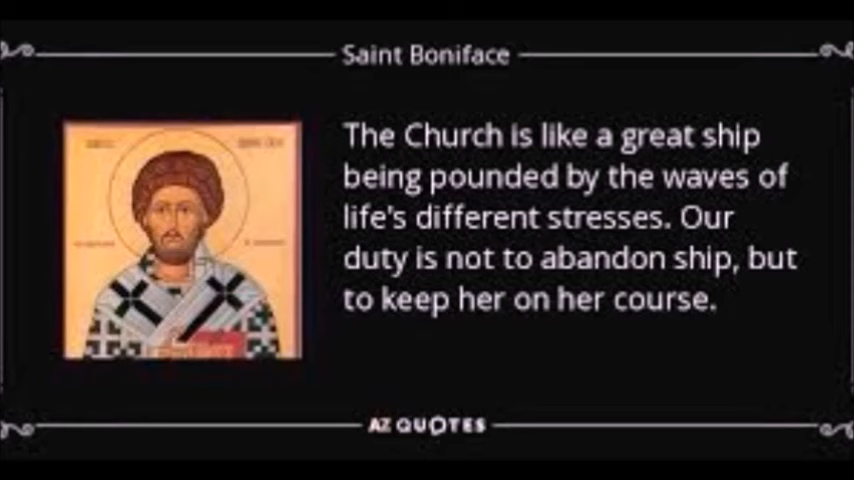 Saint Boniface
The Church is like a great ship
being pounded by the waves of
life's different stresses. Our
duty is not to abandon ship, but
to keep her on her course.
AZ QUOTES